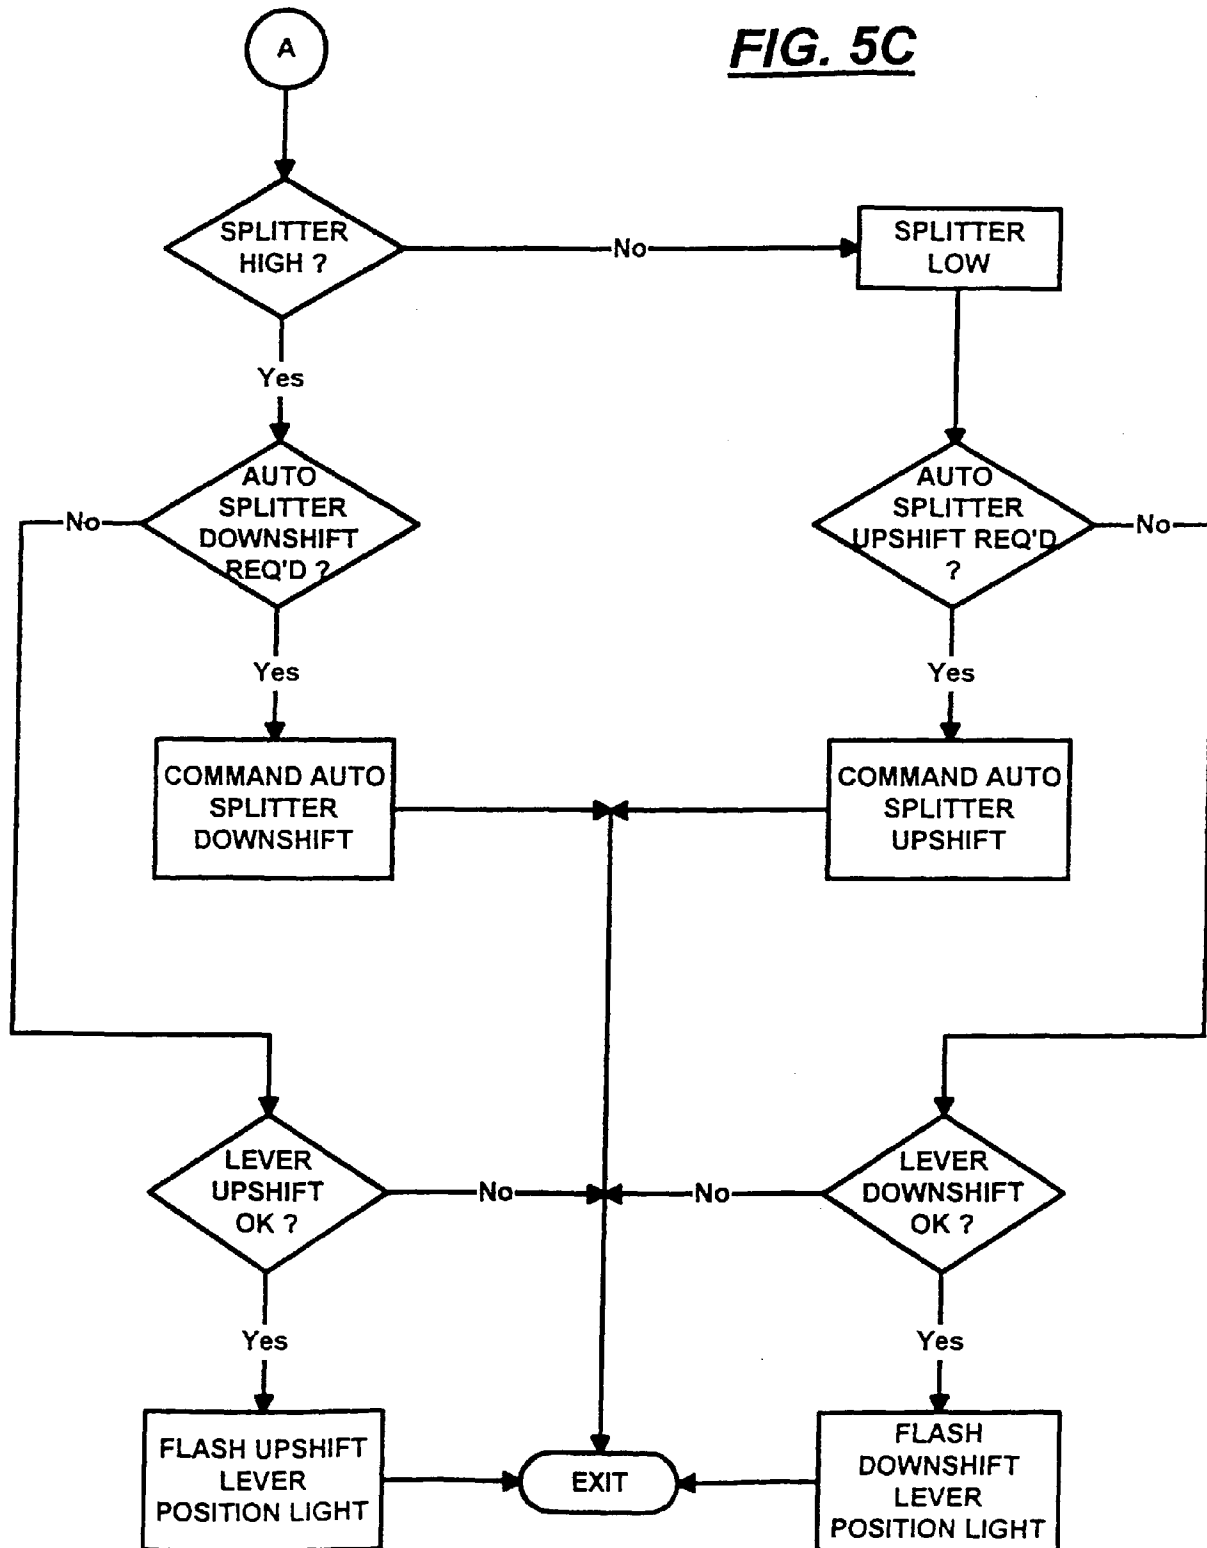 FIG. 5C
A
SPLITTER
HIGH ?
No
SPLITTER
LOW
Yes
AUTO
SPLITTER
DOWNSHIFT
REQ'D ?
No
AUTO
SPLITTER
UPSHIFT REQ'D
?
No
Yes
Yes
COMMAND AUTO
SPLITTER
DOWNSHIFT
COMMAND AUTO
SPLITTER
UPSHIFT
LEVER
UPSHIFT
OK ?
No
No
LEVER
DOWNSHIFT
OK ?
Yes
Yes
FLASH UPSHIFT
LEVER
POSITION LIGHT
EXIT
FLASH
DOWNSHIFT
LEVER
POSITION LIGHT